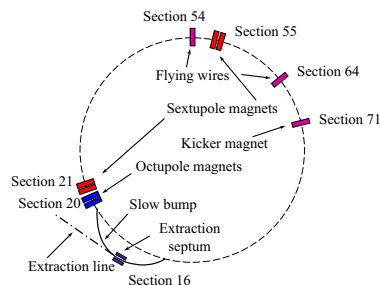 Section 54
Section 55
Flying wires
Section 64
Sextupole magnets
Section 71
Kicker magnet
Octupole magnets
Section 21
Section 20
Slow bump
Extraction
septum
Extraction line
Section 16